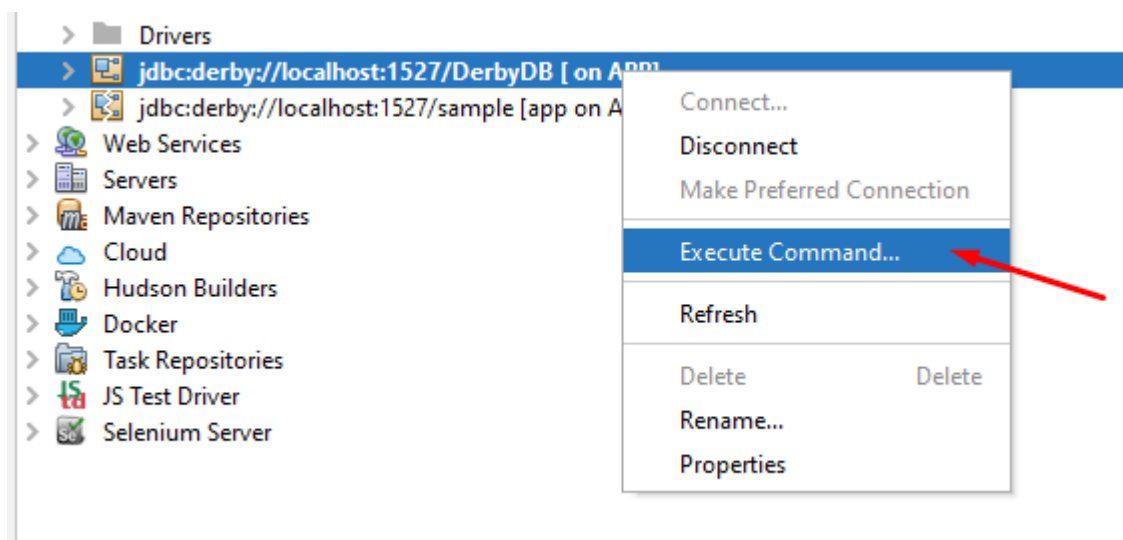 Drivers
jdbc:derby://localhost:1527/DerbyDB [ on APP]
jdbc:derby://localhost:1527/sample [app on A
Web Services
Servers
Maven Repositories
Cloud
Hudson Builders
Docker
Task Repositories
JS Test Driver
Selenium Server
Connect...
Disconnect
Make Preferred Connection
Execute Command...
Refresh
Delete Delete
Rename...
Properties